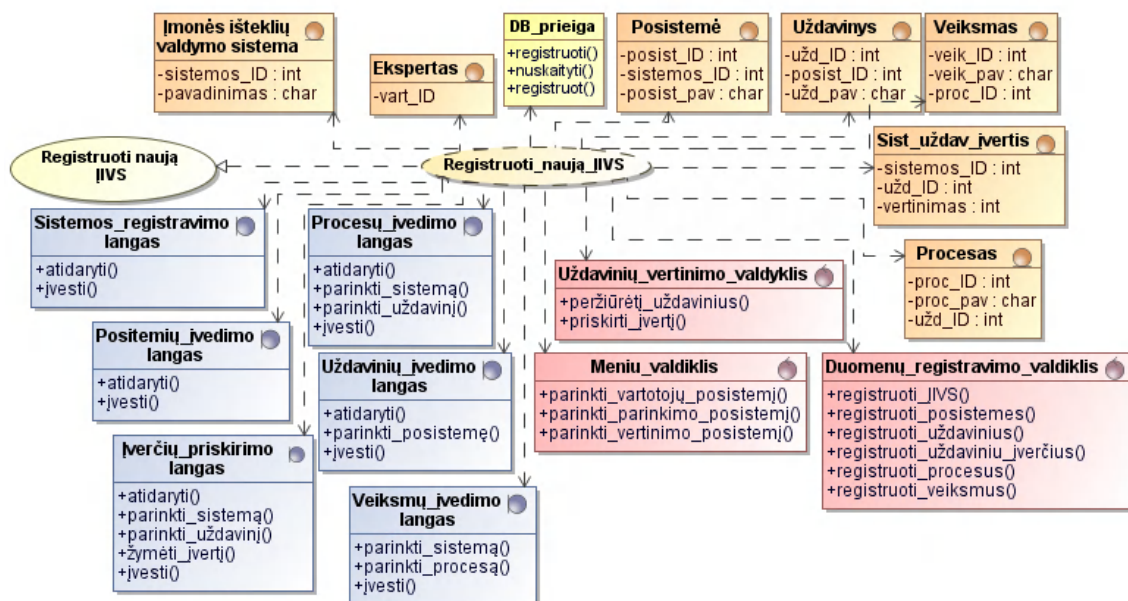 Įmonės išteklių
valdymo sistema
-sistemos_ID : int
-pavadinimas : char
Ekspertas
-vart_ID
DB_prieiga
+registruoti()
+nuskaityti()
+registruot()
Posistemė
-posist_ID : int
-sistemos_ID : int
-posist_pav : char
Uždavinys
-užd_ID : int
-posist_ID : int
-užd_pav : char
Veiksmas
-veik_ID : int
-veik_pav : char
-proc_ID : int
Registruoti naują
ĮIVS
Registruoti_naują_ĮIVS
Sist_uždav_įvertis
-sistemos_ID : int
-užd_ID : int
-vertinimas : int
Sistemos_registravimo
langas
+atidaryti()
+įvesti()
Procesų_įvedimo
langas
+atidaryti()
+parinkti_sistemą()
+parinkti_uždavinį()
+įvesti()
Uždavinių_vertinimo_valdyklis
+peržiūrėtį_uždavinius()
+priskirti_įvertį()
Procesas
-proc_ID : int
-proc_pav : char
-užd_ID : int
Positemių_įvedimo
langas
+atidaryti()
+įvesti()
Uždavinių_įvedimo
langas
+atidaryti()
+parinkti_posistemę()
+įvesti()
Meniu_valdiklis
+parinkti_vartotojų_posistemį()
+parinkti_parinkimo_posistemį()
+parinkti_vertinimo_posistemį()
Duomenų_registravimo_valdiklis
+registruoti_ĮIVS()
+registruoti_posistemes()
+registruoti_uždavinius()
+registruoti_uždaviniu_įverčius()
+registruoti_procesus()
+registruoti_veiksmus()
Įverčių_priskirimo
langas
+atidaryti()
+parinkti_sistemą()
+parinkti_uždavinį()
+žymėti_įvertį()
+įvesti()
Veiksmų_įvedimo
langas
+parinkti_sistemą()
+parinkti_procesą()
+įvesti()